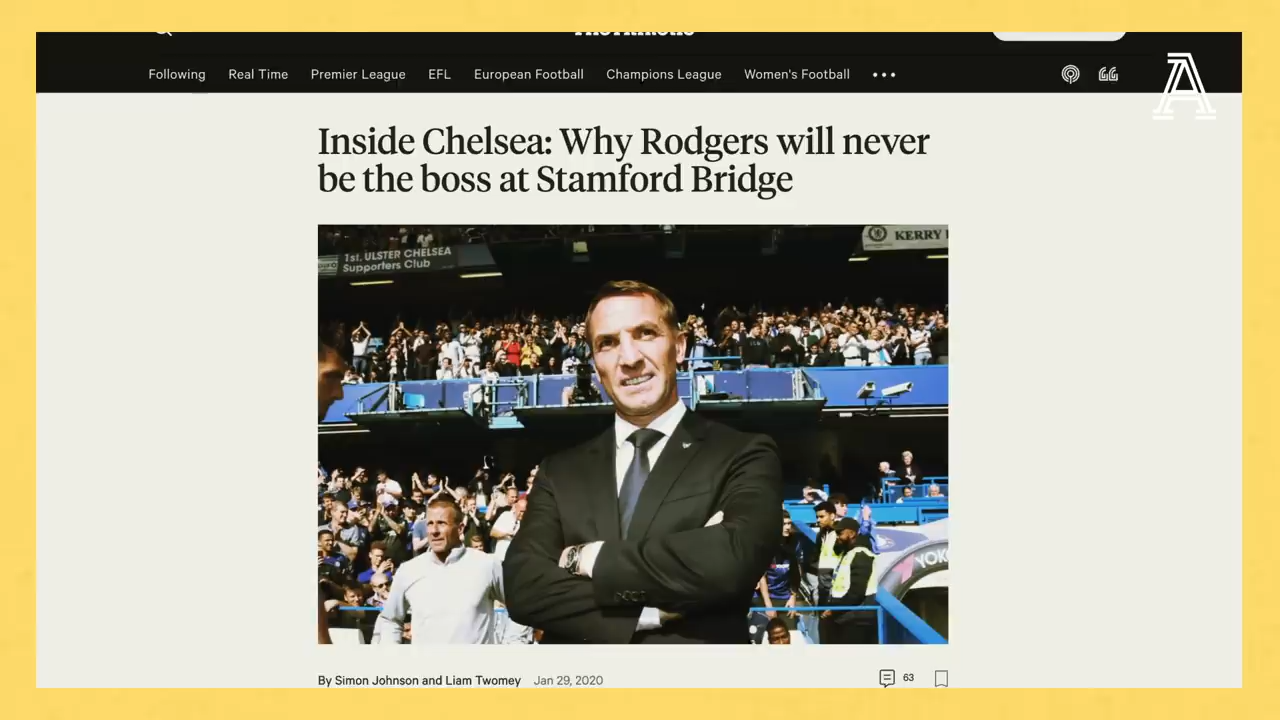 Following Real Time Premier League EFL European Football Champions League Women's Football
Inside Chelsea: Why Rodgers will never
be the boss at Stamford Bridge
1st. ULSTER CHELSEA
Supporters Club
KERRY
By Simon Johnson and Liam Twomey Jan 29, 2020
63